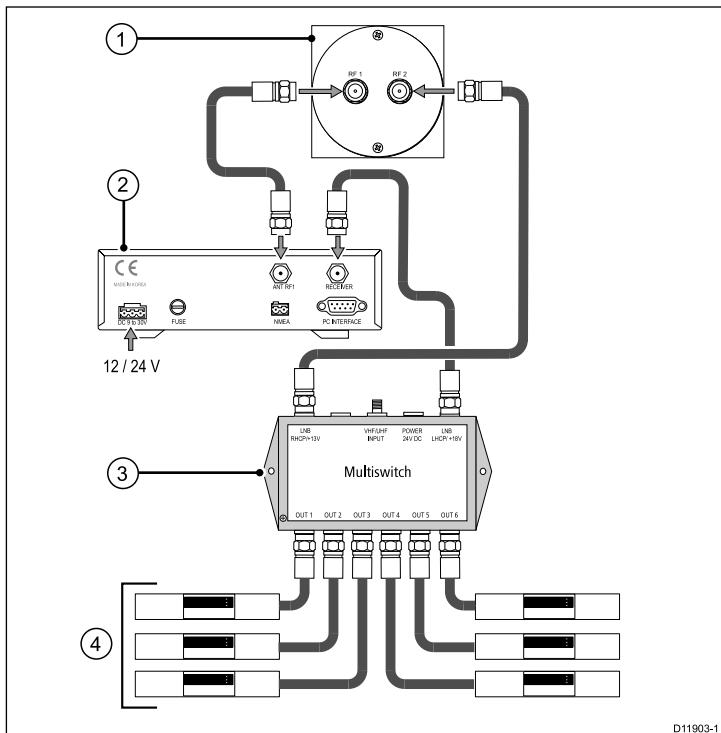 1
RF 1 RF 2
2
CE
MADE IN KOREA
ANT RF1
RECEIVER
DC 9 to 30V
FUSE
NMEA
PC INTERFACE
12 / 24 V
LNB
RHCP/+13V
VHF/UHF
INPUT
POWER
24V DC
LNB
LHCP/ +18V
3
Multiswitch
OUT 1 OUT 2 OUT 3 OUT 4 OUT 5 OUT 6
4
D11903-1